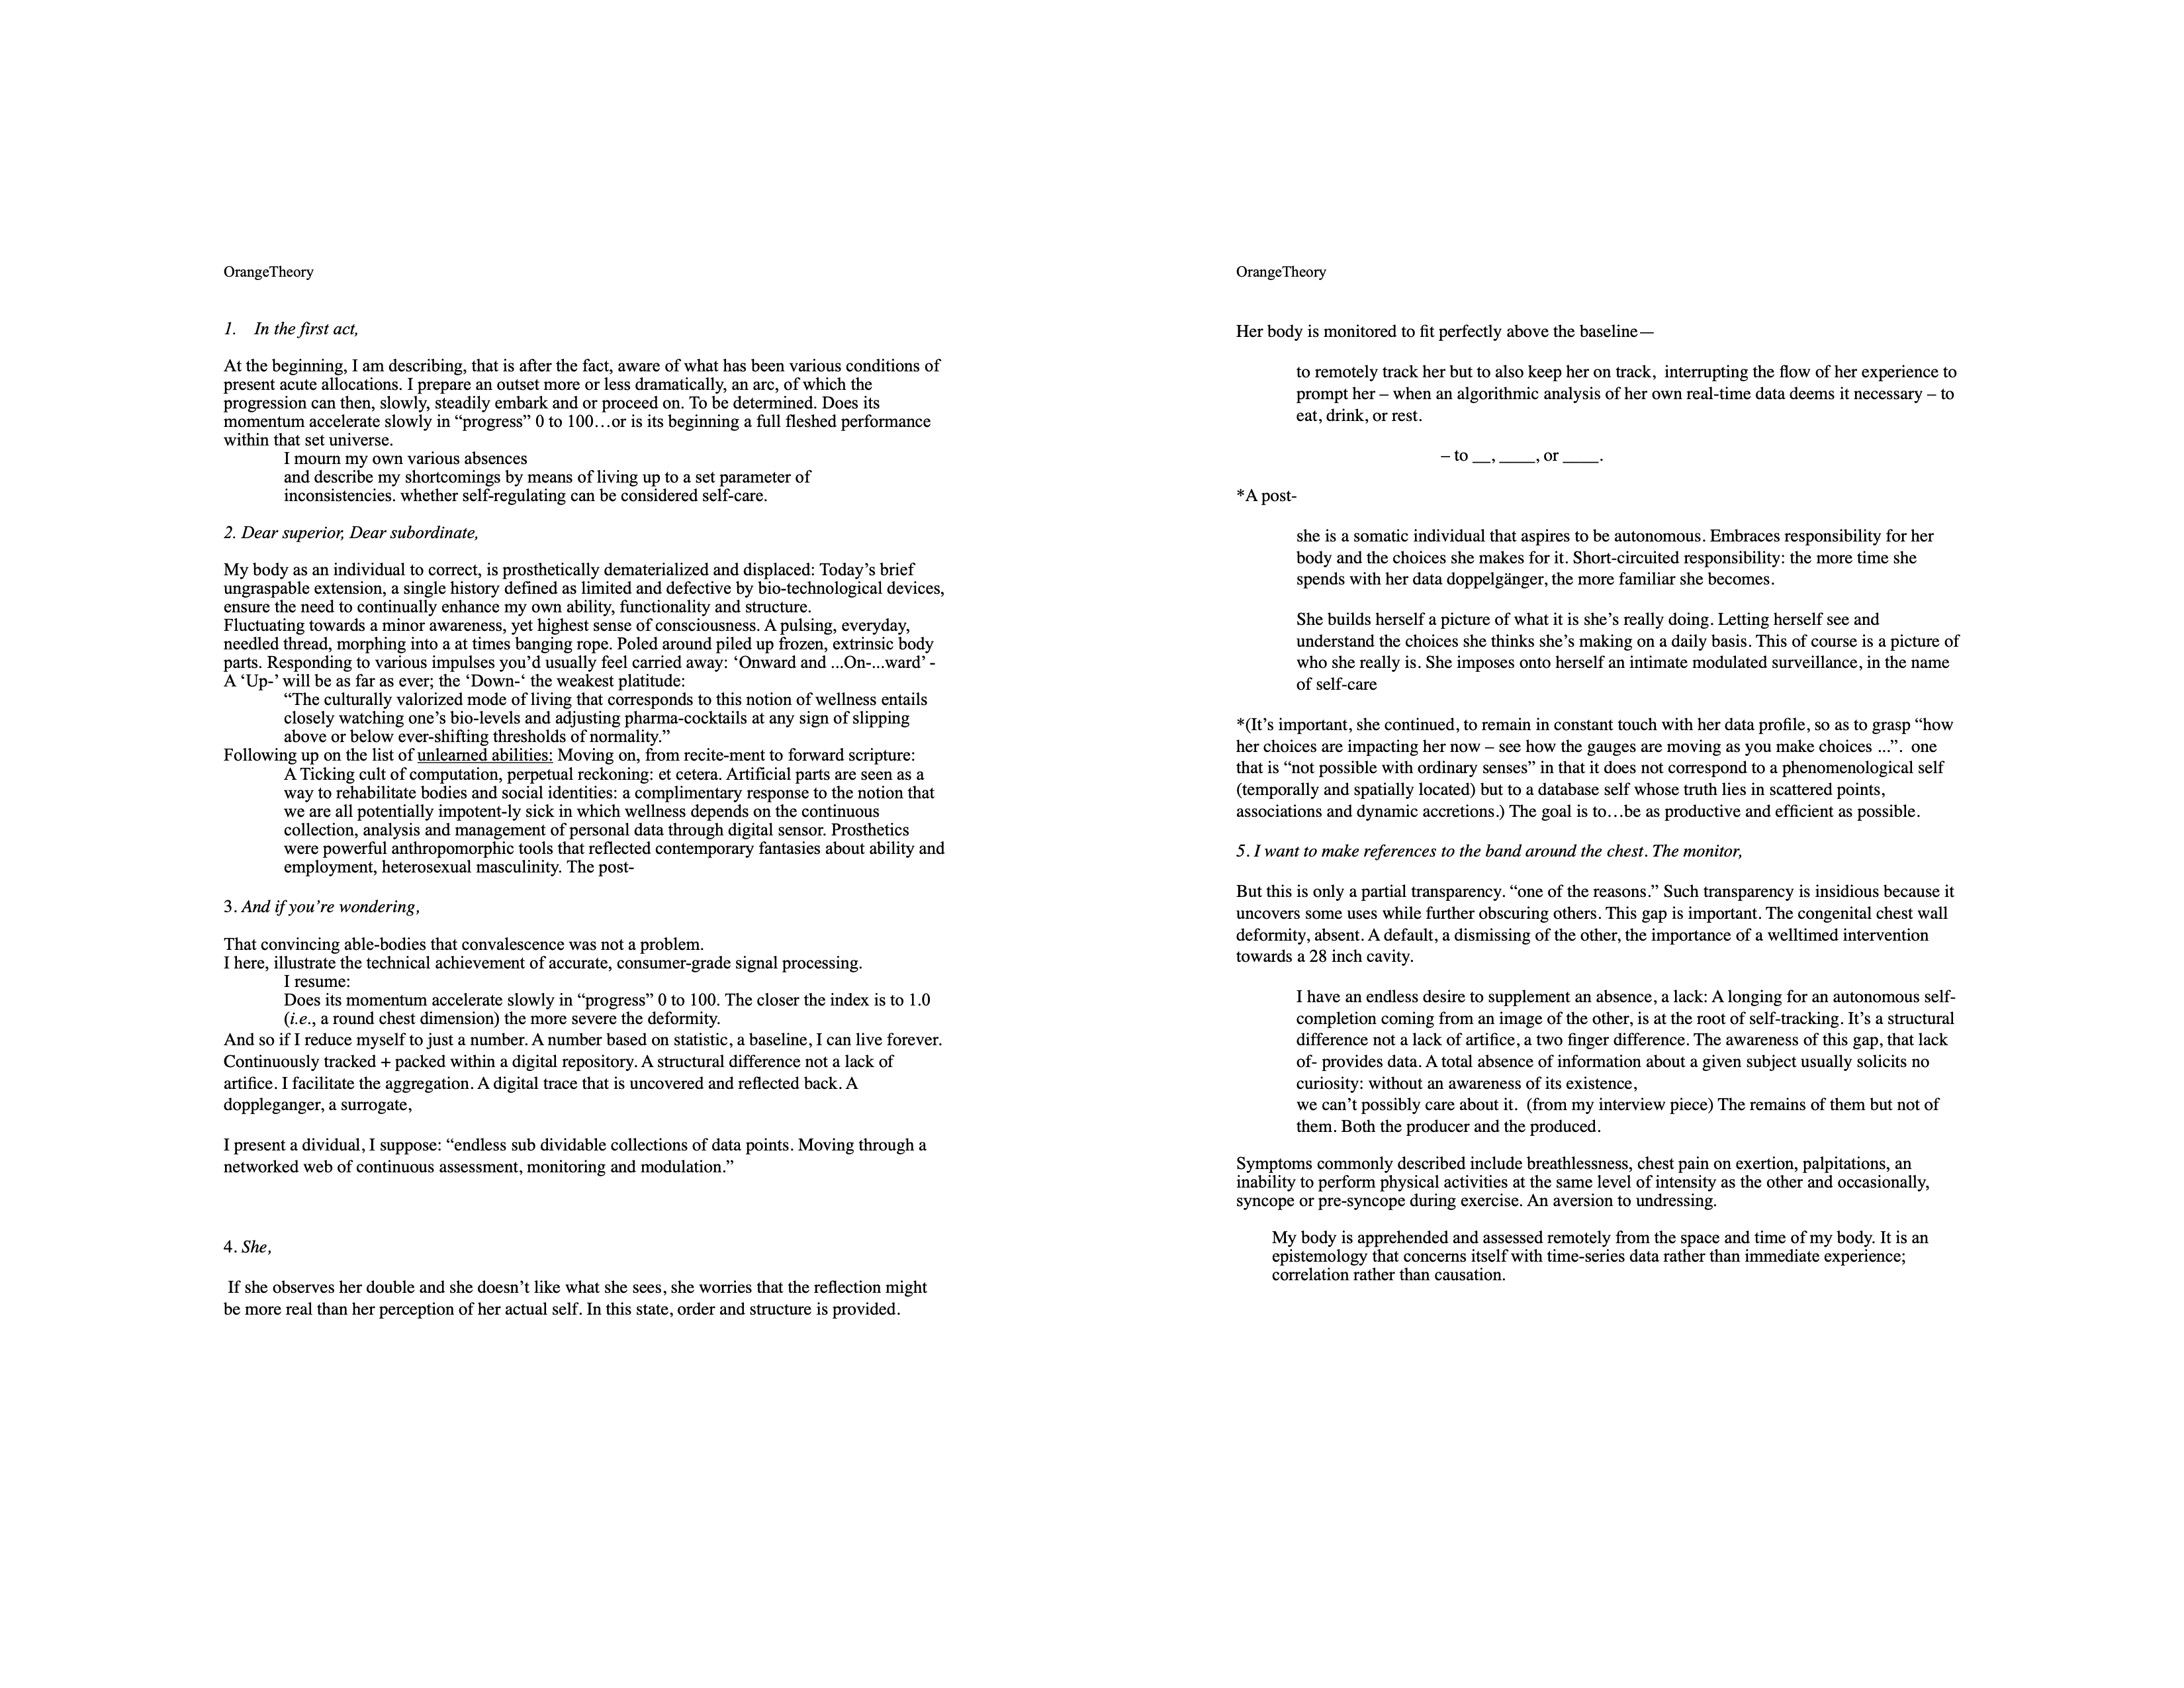 OrangeTheory
1. In the first act,
At the beginning, I am describing, that is after the fact, aware of what has been various conditions of
present acute allocations. I prepare an outset more or less dramatically, an arc, of which the
progression can then, slowly, steadily embark and or proceed on. To be determined. Does its
momentum accelerate slowly in “progress” 0 to 100…or is its beginning a full fleshed performance
within that set universe.
I mourn my own various absences
and describe my shortcomings by means of living up to a set parameter of
inconsistencies. whether self-regulating can be considered self-care.
2. Dear superior, Dear subordinate,
My body as an individual to correct, is prosthetically dematerialized and displaced: Today’s brief
ungraspable extension, a single history defined as limited and defective by bio-technological devices,
ensure the need to continually enhance my own ability, functionality and structure.
Fluctuating towards a minor awareness, yet highest sense of consciousness. A pulsing, everyday,
needled thread, morphing into a at times banging rope. Poled around piled up frozen, extrinsic body
parts. Responding to various impulses you’d usually feel carried away: ‘Onward and ...On-...ward’ -
A ‘Up-’ will be as far as ever; the ‘Down-‘ the weakest platitude:
“The culturally valorized mode of living that corresponds to this notion of wellness entails
closely watching one’s bio-levels and adjusting pharma-cocktails at any sign of slipping
above or below ever-shifting thresholds of normality.”
Following up on the list of unlearned abilities: Moving on, from recite-ment to forward scripture:
A Ticking cult of computation, perpetual reckoning: et cetera. Artificial parts are seen as a
way to rehabilitate bodies and social identities: a complimentary response to the notion that
we are all potentially impotent-ly sick in which wellness depends on the continuous
collection, analysis and management of personal data through digital sensor. Prosthetics
were powerful anthropomorphic tools that reflected contemporary fantasies about ability and
employment, heterosexual masculinity. The post-
3. And if you’re wondering,
That convincing able-bodies that convalescence was not a problem.
I here, illustrate the technical achievement of accurate, consumer-grade signal processing.
I resume:
Does its momentum accelerate slowly in “progress” 0 to 100. The closer the index is to 1.0
(i.e., a round chest dimension) the more severe the deformity.
And so if I reduce myself to just a number. A number based on statistic, a baseline, I can live forever.
Continuously tracked + packed within a digital repository. A structural difference not a lack of
artifice. I facilitate the aggregation. A digital trace that is uncovered and reflected back. A
doppleganger, a surrogate,
I present a dividual, I suppose: “endless sub dividable collections of data points. Moving through a
networked web of continuous assessment, monitoring and modulation.”
4. She,
If she observes her double and she doesn’t like what she sees, she worries that the reflection might
be more real than her perception of her actual self. In this state, order and structure is provided.
OrangeTheory
Her body is monitored to fit perfectly above the baseline—
to remotely track her but to also keep her on track,  interrupting the flow of her experience to
prompt her – when an algorithmic analysis of her own real-time data deems it necessary – to
eat, drink, or rest.
– to __, ____, or ____.
*A post-
she is a somatic individual that aspires to be autonomous. Embraces responsibility for her
body and the choices she makes for it. Short-circuited responsibility: the more time she
spends with her data doppelgänger, the more familiar she becomes.
She builds herself a picture of what it is she’s really doing. Letting herself see and
understand the choices she thinks she’s making on a daily basis. This of course is a picture of
who she really is. She imposes onto herself an intimate modulated surveillance, in the name
of self-care
*(It’s important, she continued, to remain in constant touch with her data profile, so as to grasp “how
her choices are impacting her now – see how the gauges are moving as you make choices ...”.  one
that is “not possible with ordinary senses” in that it does not correspond to a phenomenological self
(temporally and spatially located) but to a database self whose truth lies in scattered points,
associations and dynamic accretions.) The goal is to…be as productive and efficient as possible.
5. I want to make references to the band around the chest. The monitor,
But this is only a partial transparency. “one of the reasons.” Such transparency is insidious because it
uncovers some uses while further obscuring others. This gap is important. The congenital chest wall
deformity, absent. A default, a dismissing of the other, the importance of a welltimed intervention
towards a 28 inch cavity.
I have an endless desire to supplement an absence, a lack: A longing for an autonomous self-
completion coming from an image of the other, is at the root of self-tracking. It’s a structural
difference not a lack of artifice, a two finger difference. The awareness of this gap, that lack
of- provides data. A total absence of information about a given subject usually solicits no
curiosity: without an awareness of its existence,
we can’t possibly care about it.  (from my interview piece) The remains of them but not of
them. Both the producer and the produced.
Symptoms commonly described include breathlessness, chest pain on exertion, palpitations, an
inability to perform physical activities at the same level of intensity as the other and occasionally,
syncope or pre-syncope during exercise. An aversion to undressing.
My body is apprehended and assessed remotely from the space and time of my body. It is an
epistemology that concerns itself with time-series data rather than immediate experience;
correlation rather than causation.